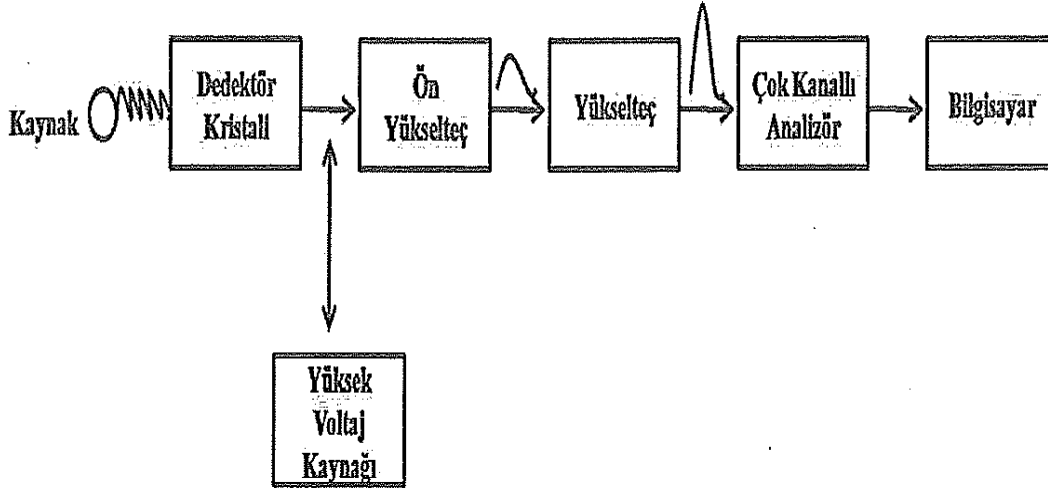 Kaynak
Dedektör
Kristali
Ön
Yükselteç
Yükselteç
Çok Kanallı
Analizör
Bilgisayar
Yüksek
Voltaj
Kaynağı